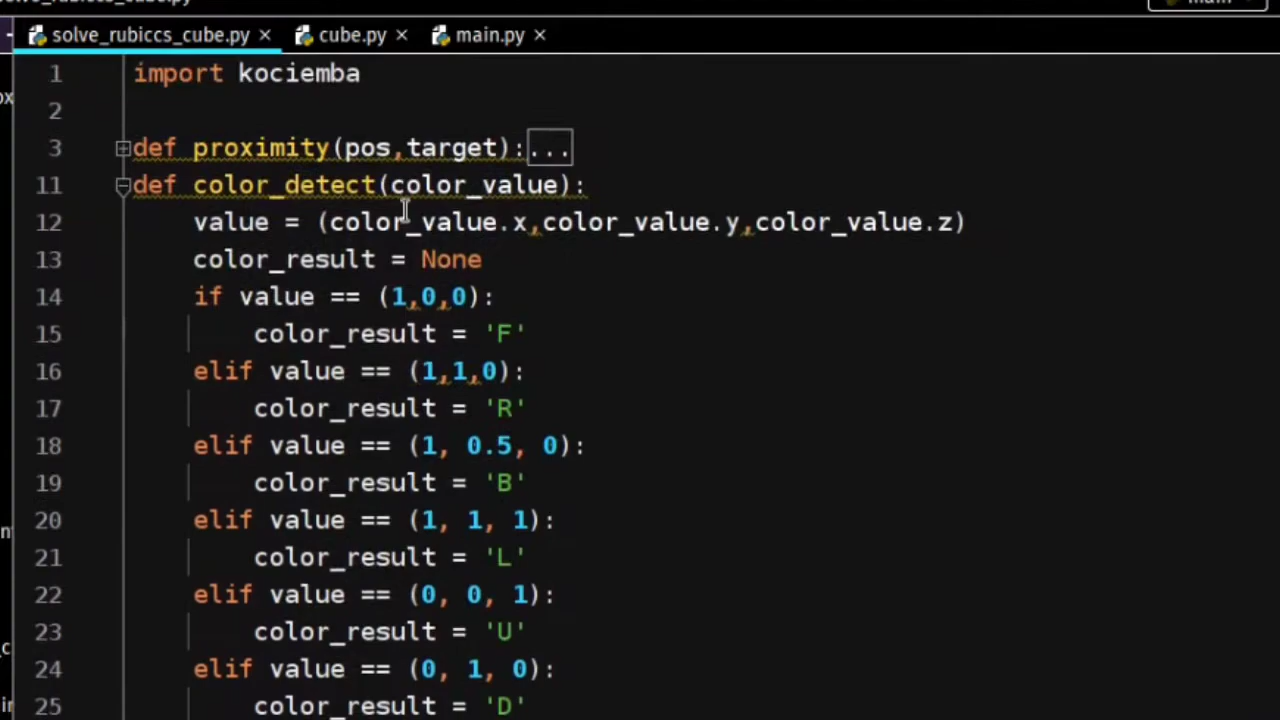 solve_rubiccs_cube.py × cube.py × main.py ×
1 import kociemba
2
3 def proximity(pos,target):...
11 def color_detect(color_value):
12 value = (color_value.x,color_value.y,color_value.z)
13 color_result = None
14 if value == (1,0,0):
15 color_result = 'F'
16 elif value == (1,1,0):
17 color_result = 'R'
18 elif value == (1, 0.5, 0):
19 color_result = 'B'
20 elif value == (1, 1, 1):
21 color_result = 'L'
22 elif value == (0, 0, 1):
23 color_result = 'U'
24 elif value == (0, 1, 0):
25 color_result = 'D'